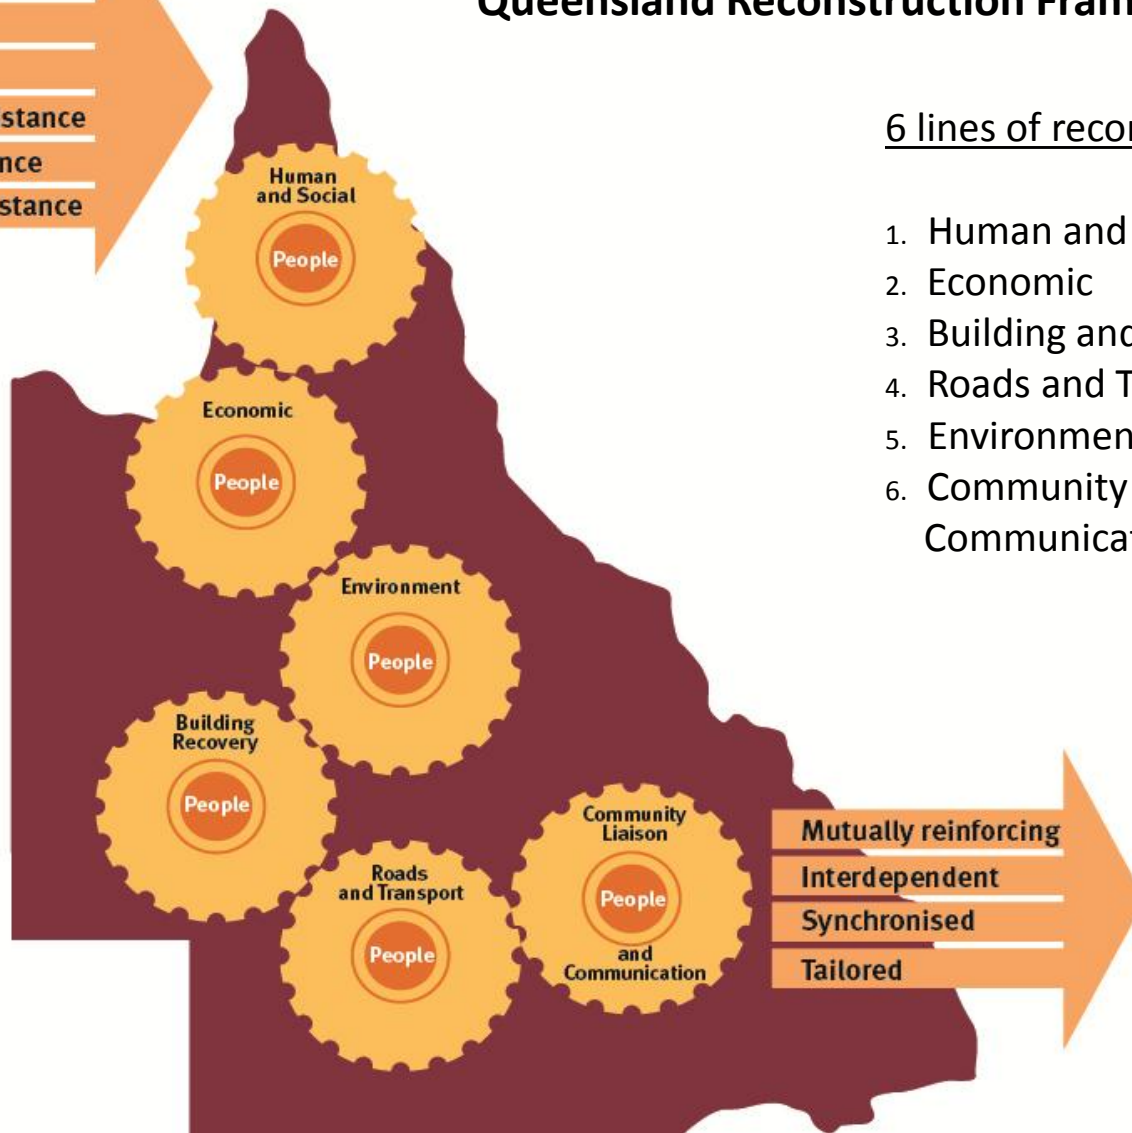 Queensland Reconstruction Fram
stance
nce
stance
6 lines of recon
1. Human and
2. Economic
3. Building and
4. Roads and T
5. Environmen
6. Community
Communicat
Human
and Social
People
Economic
People
Environment
People
Building
Recovery
People
Roads
and Transport
People
Community
Liaison
People
and
Communication
Mutually reinforcing
Interdependent
Synchronised
Tailored